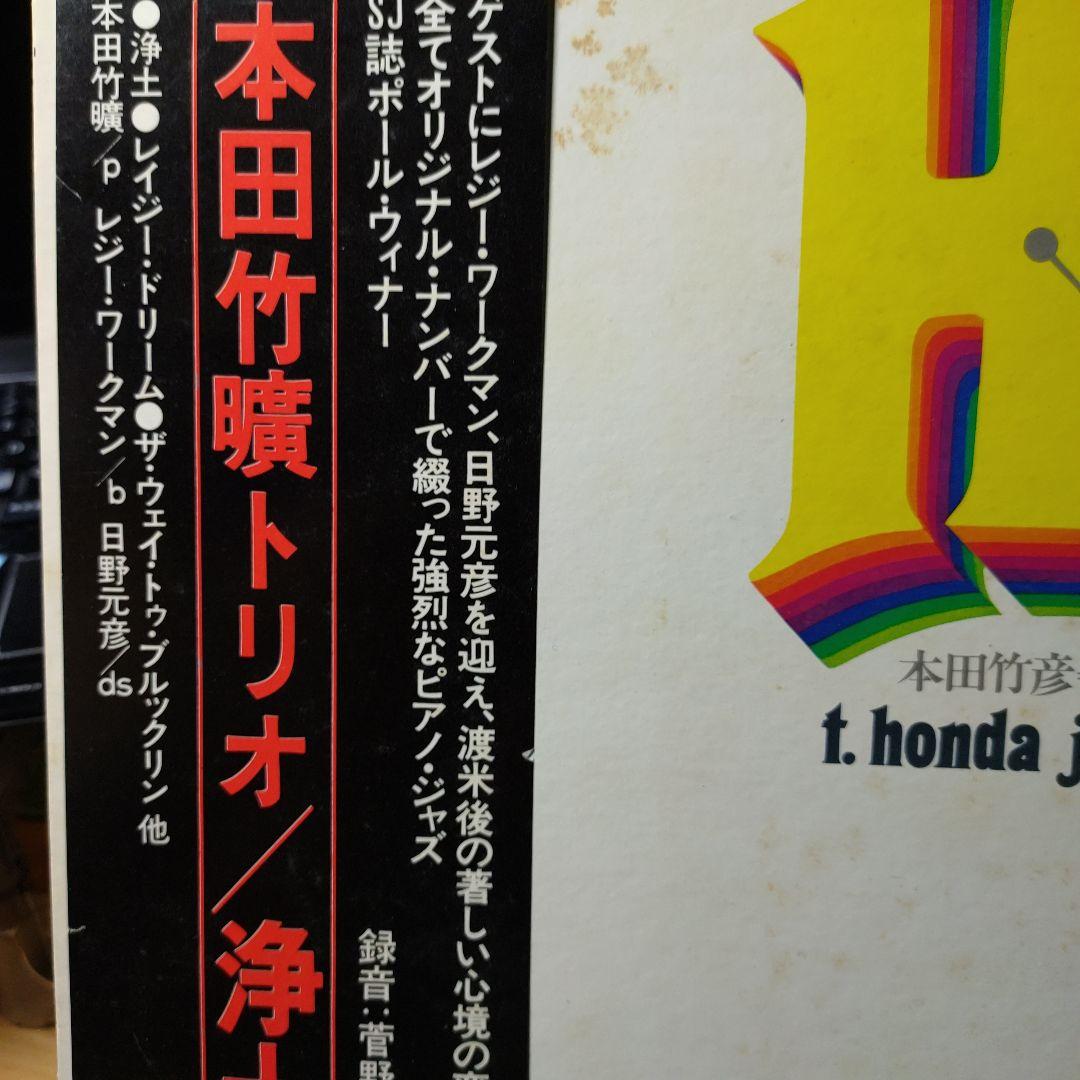 ゲストにレジー・ワークマン、日野元彦を迎え、渡米後の著しい心境の
全てオリジナル・ナンバーで綴った強烈なピアノ・ジャズ
SJ誌ポール・ウィナー
録音：菅野
本田竹曠トリオ／浄土
●浄土●レイジー・ドリーム●ザ・ウェイ・トゥ・ブルックリン 他
本田竹曠／p レジー・ワークマン／b 日野元彦／ds
本田竹彦
t. honda j